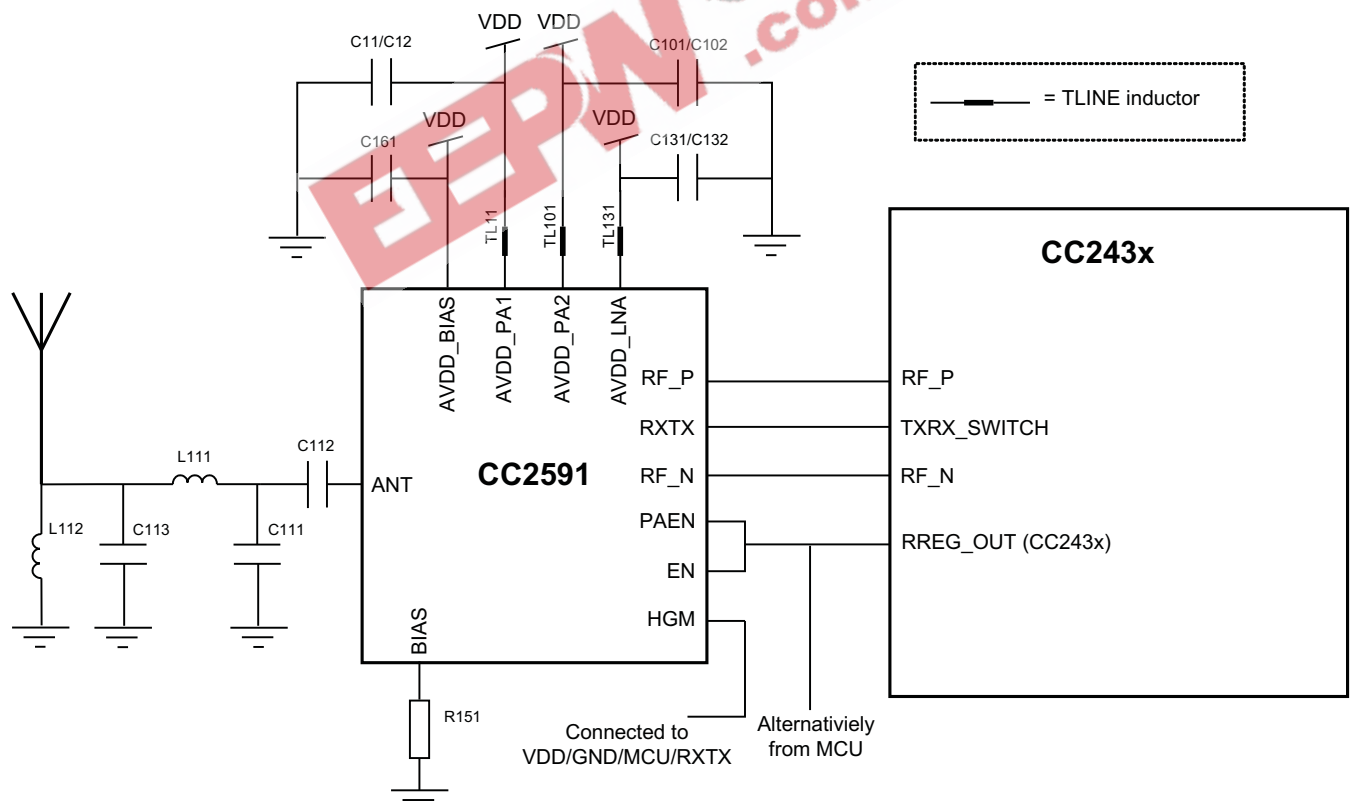 VDD VDD
C11/C12
C101/C102
= TLINE inductor
VDD
VDD
C161
C131/C132
TL11
TL101
TL131
CC243x
AVDD_BIAS
AVDD_PA1
AVDD_PA2
AVDD_LNA
RF_P
RF_P
RXTX
TXRX_SWITCH
C112
L111
ANT
CC2591
RF_N
RF_N
L112
C113
C111
PAEN
RREG_OUT (CC243x)
EN
HGM
BIAS
R151
Connected to
VDD/GND/MCU/RXTX
Alternativiely
from MCU
EEPW .com